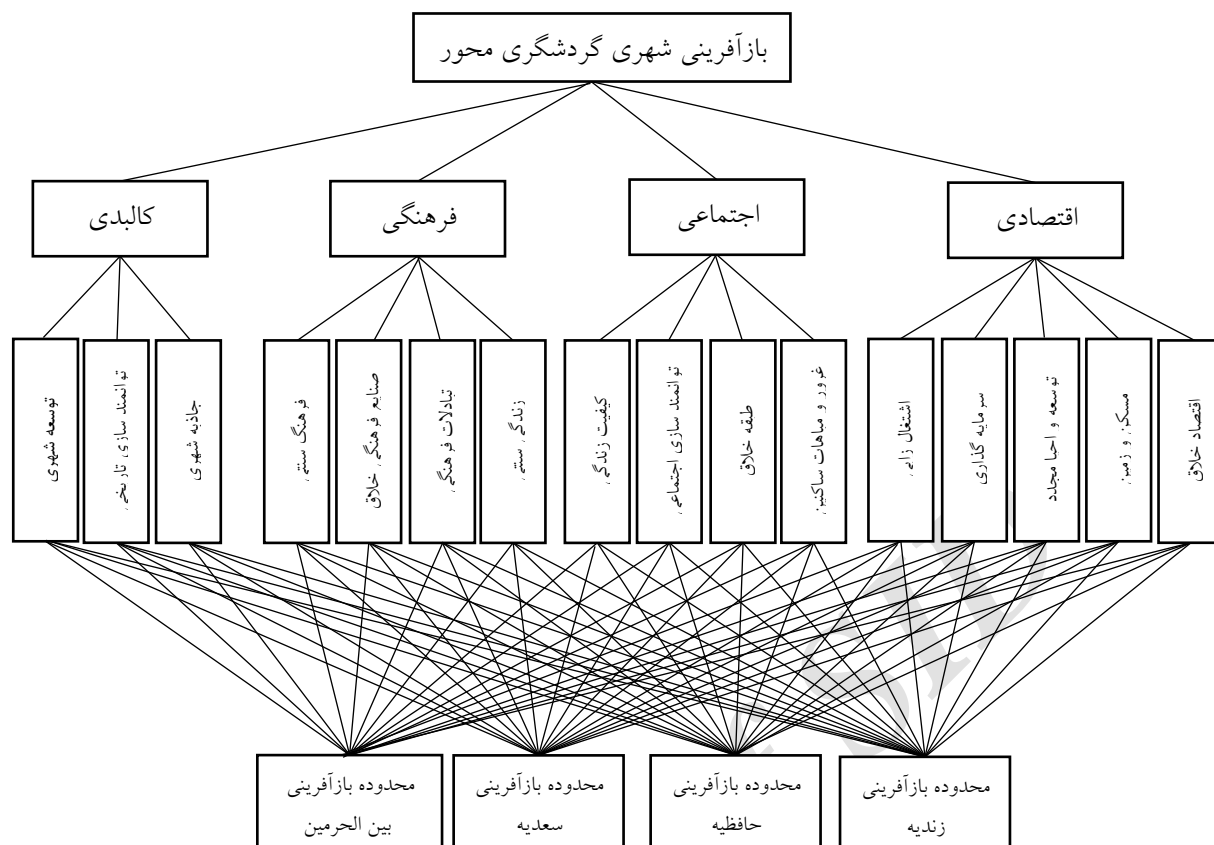 بازآفرینی شهری گردشگری محور
اقتصادی
اجتماعی
فرهنگی
کالبدی
اقتصاد خلاق
مسکن و زمین
توسعه و احیا مجدد
سرمایه گذاری
اشتغال زایی
غرور و مباهات ساکنین
طبقه خلاق
توانمند سازی اجتماعی
کیفیت زندگی
زندگی سنتی
تبادلات فرهنگی
صنایع فرهنگی خلاق
فرهنگ سنتی
جاذبه شهری
توانمند سازی تاریخی
توسعه شهری
محدوده بازآفرینی
زندیه
محدوده بازآفرینی
حافظیه
محدوده بازآفرینی
سعدیه
محدوده بازآفرینی
بین الحرمین